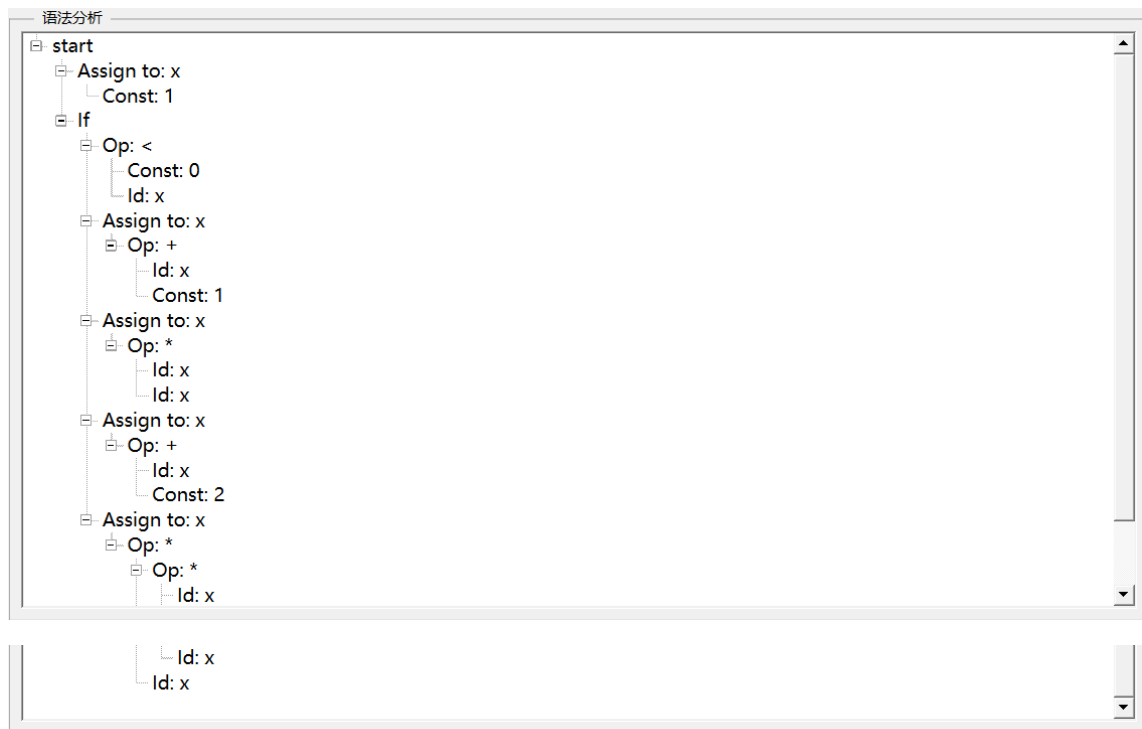 语法分析
start
Assign to: x
Const: 1
If
Op: <
Const: 0
Id: x
Assign to: x
Op: +
Id: x
Const: 1
Assign to: x
Op: *
Id: x
Id: x
Assign to: x
Op: +
Id: x
Const: 2
Assign to: x
Op: *
Op: *
Id: x
Id: x
Id: x